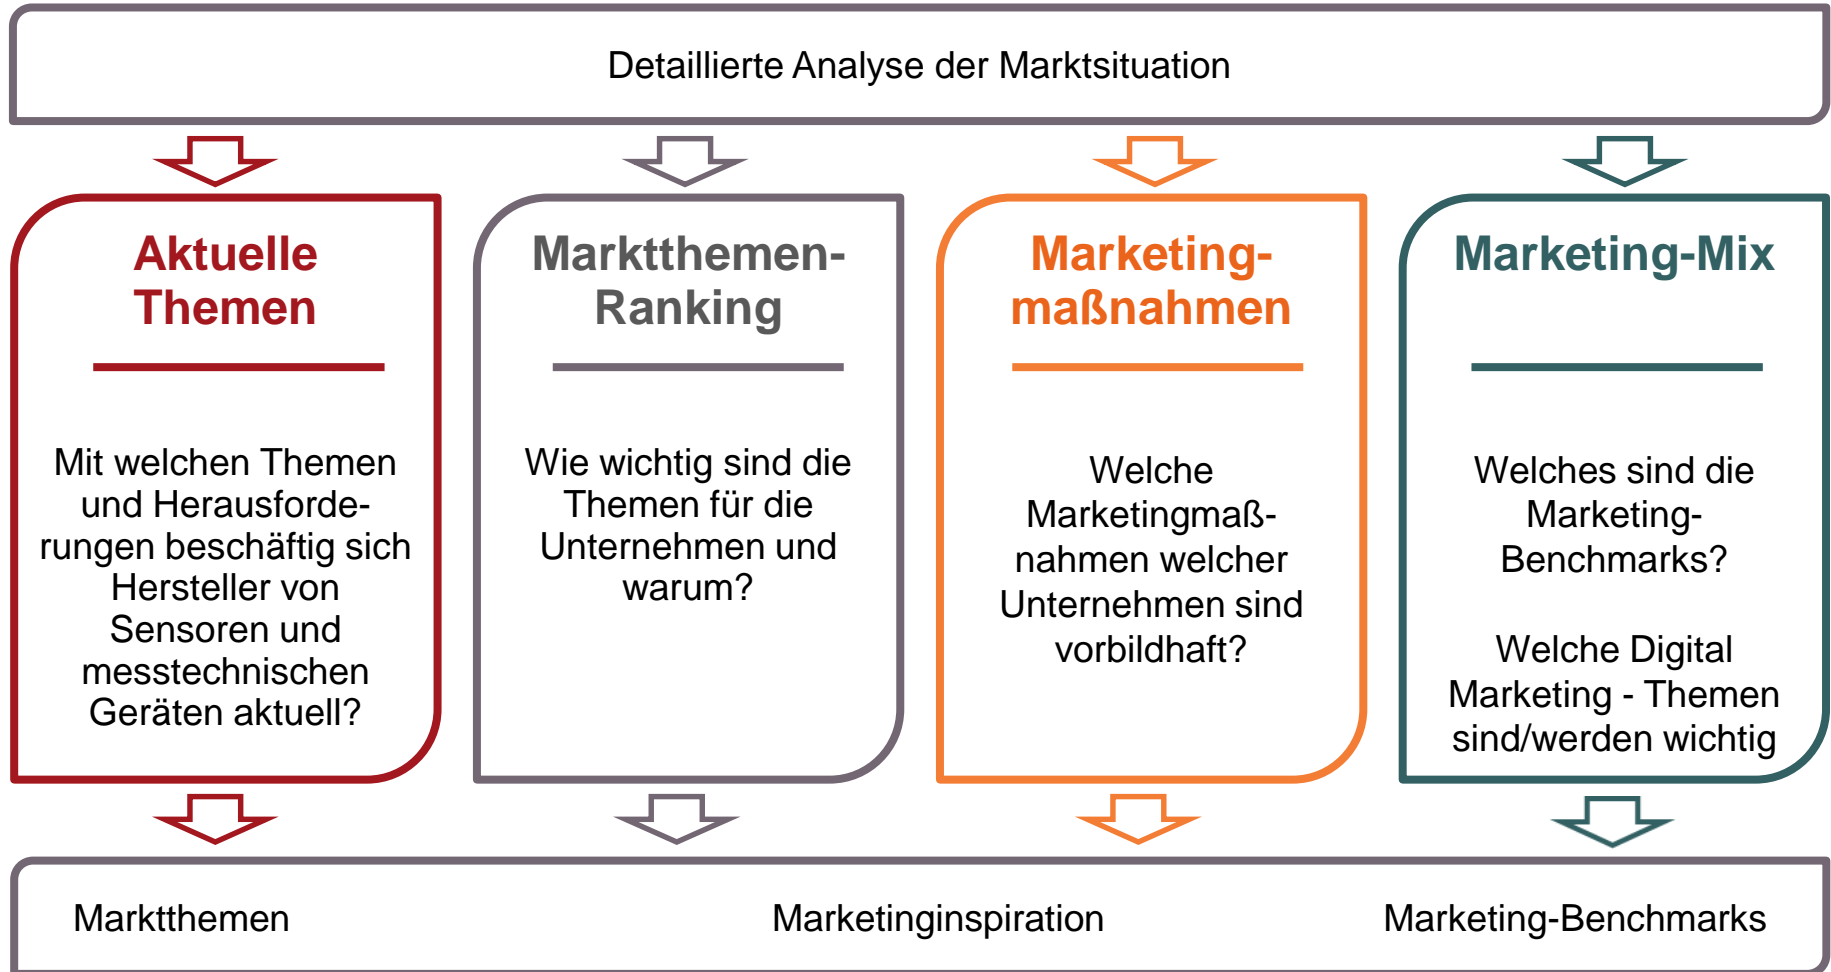 Detaillierte Analyse der Marktsituation
Aktuelle
Themen
Mit welchen Themen
und Herausforde-
rungen beschäftig sich
Hersteller von
Sensoren und
messtechnischen
Geräten aktuell?
Marktthemen-
Ranking
Wie wichtig sind die
Themen für die
Unternehmen und
warum?
Marketing-
maßnahmen
Welche
Marketingmaß-
nahmen welcher
Unternehmen sind
vorbildhaft?
Marketing-Mix
Welches sind die
Marketing-
Benchmarks?
Welche Digital
Marketing - Themen
sind/werden wichtig
Marktthemen
Marketinginspiration
Marketing-Benchmarks